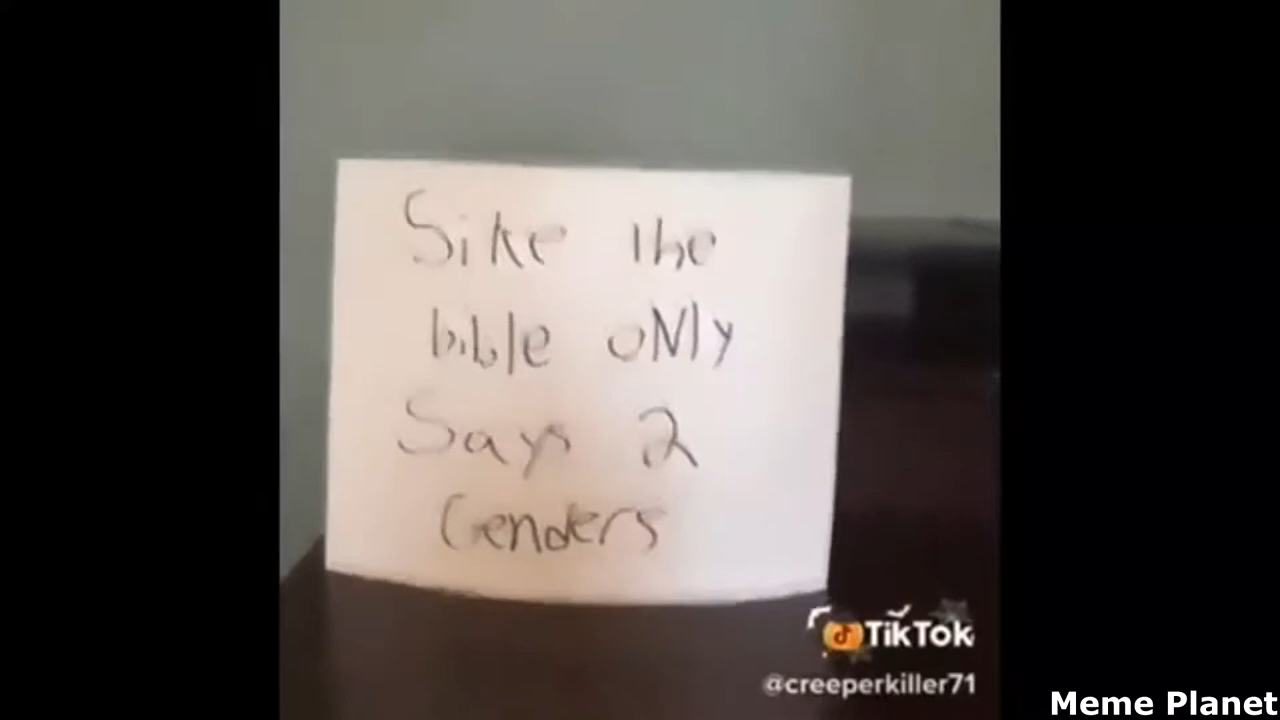 Sike the
bible oNly
Says 2
Genders
TikTok
@creeperkiller71
Meme Planet